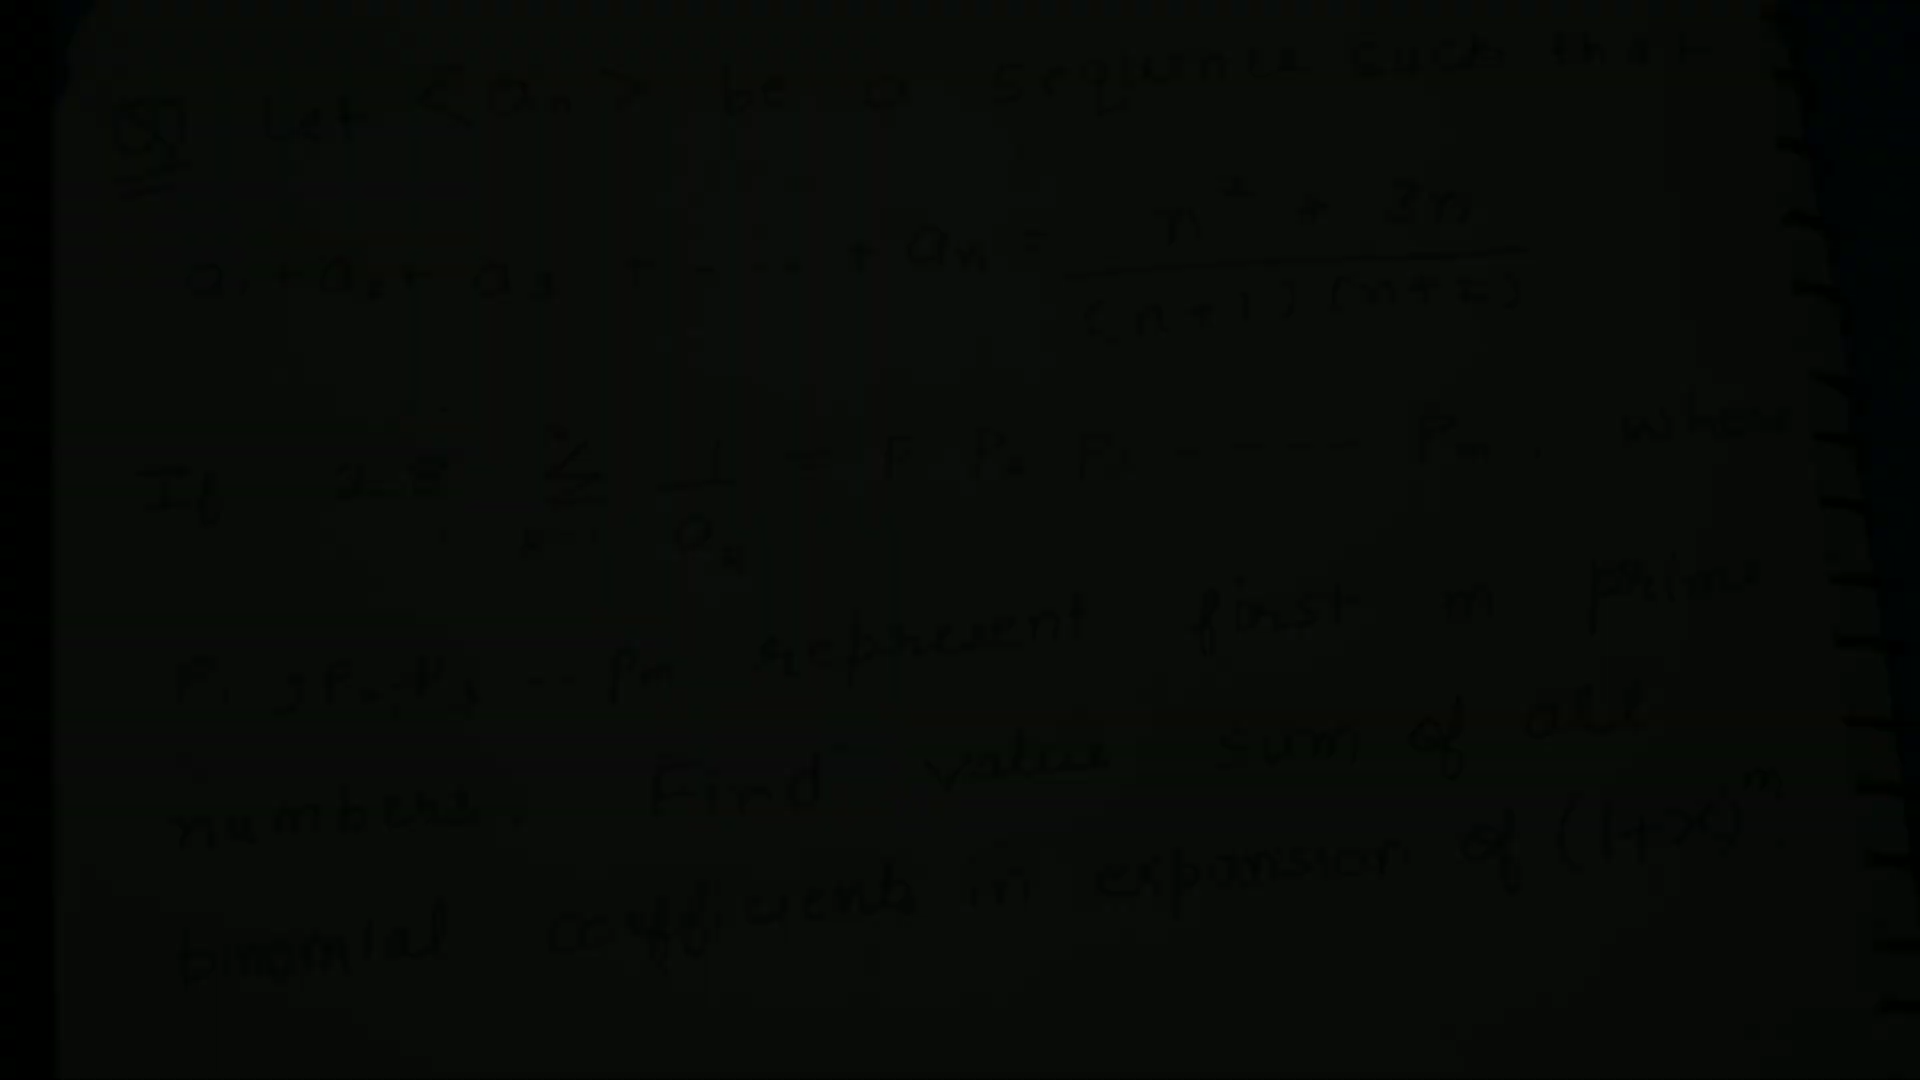 Q Let <an> be a sequence such that
a1 + a2 + a3 + - - - + an = n² + 3n / (n+1)(n+2)
If 28 Σ 1/ak = P1 P2 P3 - - - - Pm, where
P1, P2, P3 - - Pm represent first m prime
numbers. Find value sum of all
binomial coefficients in expansion of (1+x)^m